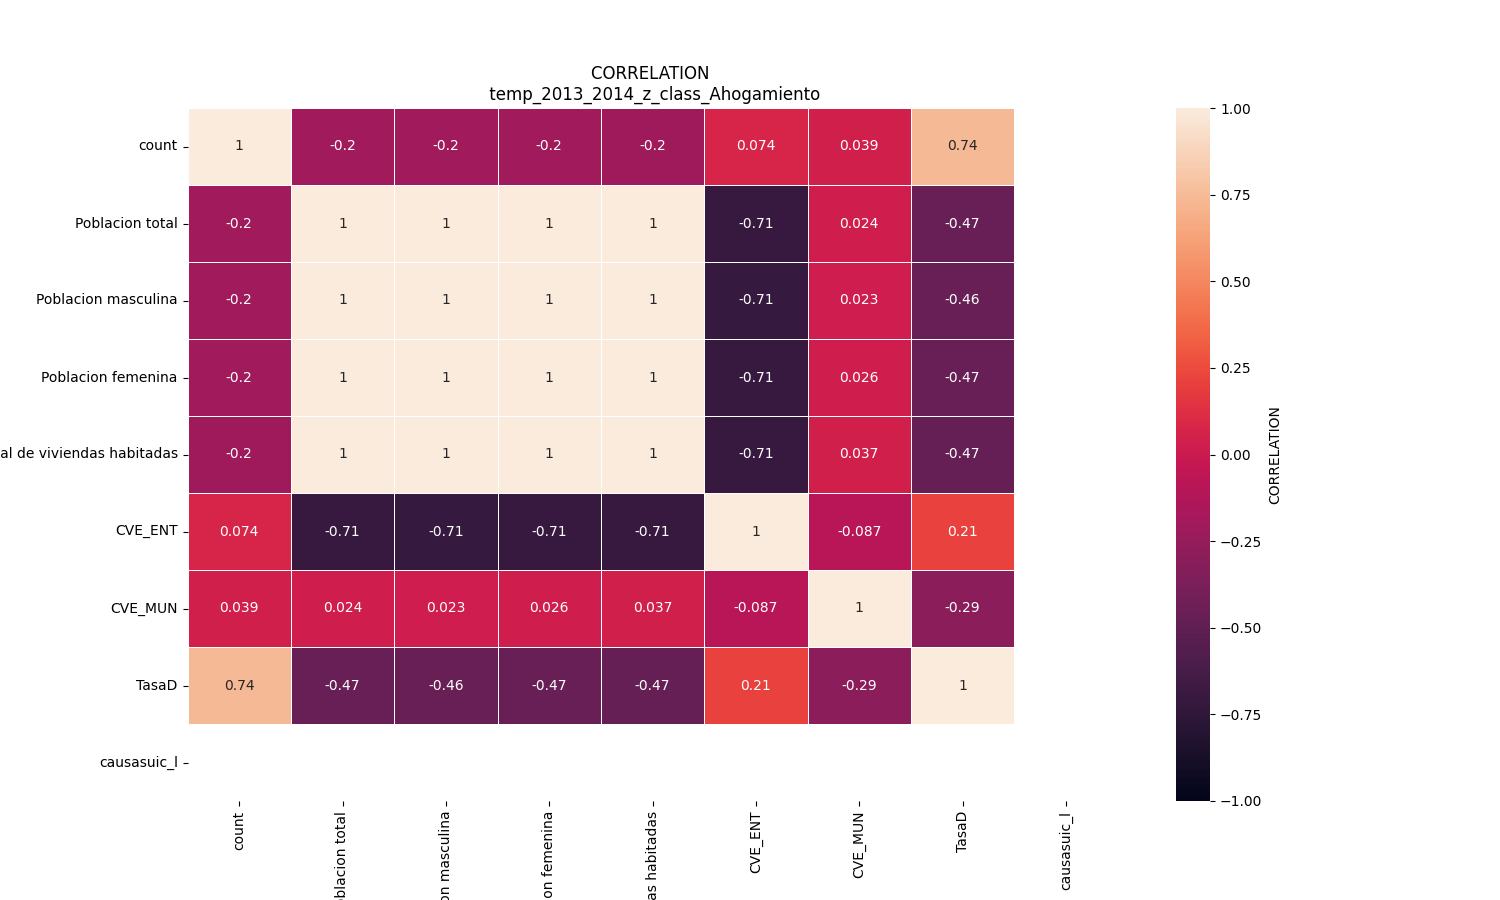 CORRELATION
temp_2013_2014_z_class_Ahogamiento
count 1 -0.2 -0.2 -0.2 -0.2 0.074 0.039 0.74
Poblacion total -0.2 1 1 1 1 -0.71 0.024 -0.47
Poblacion masculina -0.2 1 1 1 1 -0.71 0.023 -0.46
Poblacion femenina -0.2 1 1 1 1 -0.71 0.026 -0.47
al de viviendas habitadas -0.2 1 1 1 1 -0.71 0.037 -0.47
CVE_ENT 0.074 -0.71 -0.71 -0.71 -0.71 1 -0.087 0.21
CVE_MUN 0.039 0.024 0.023 0.026 0.037 -0.087 1 -0.29
TasaD 0.74 -0.47 -0.46 -0.47 -0.47 0.21 -0.29 1
causasuic_l
count
oblacion total
on masculina
on femenina
as habitadas
CVE_ENT
CVE_MUN
TasaD
causasuic_l
1.00
0.75
0.50
0.25
0.00
−0.25
−0.50
−0.75
−1.00
CORRELATION